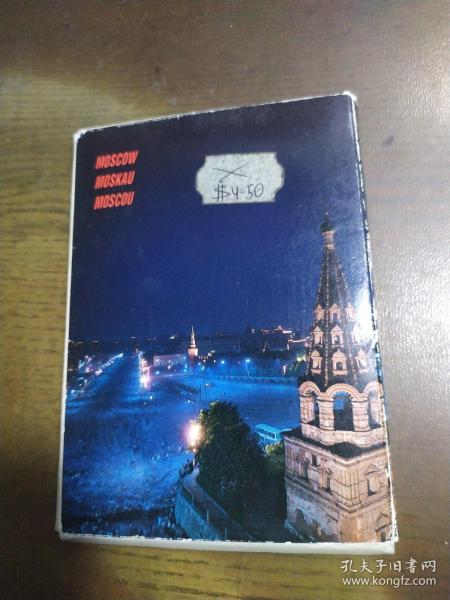 MOSCOW
MOSKAU
MOSCOU
$4-50
孔夫子旧书网
www.kongfz.com